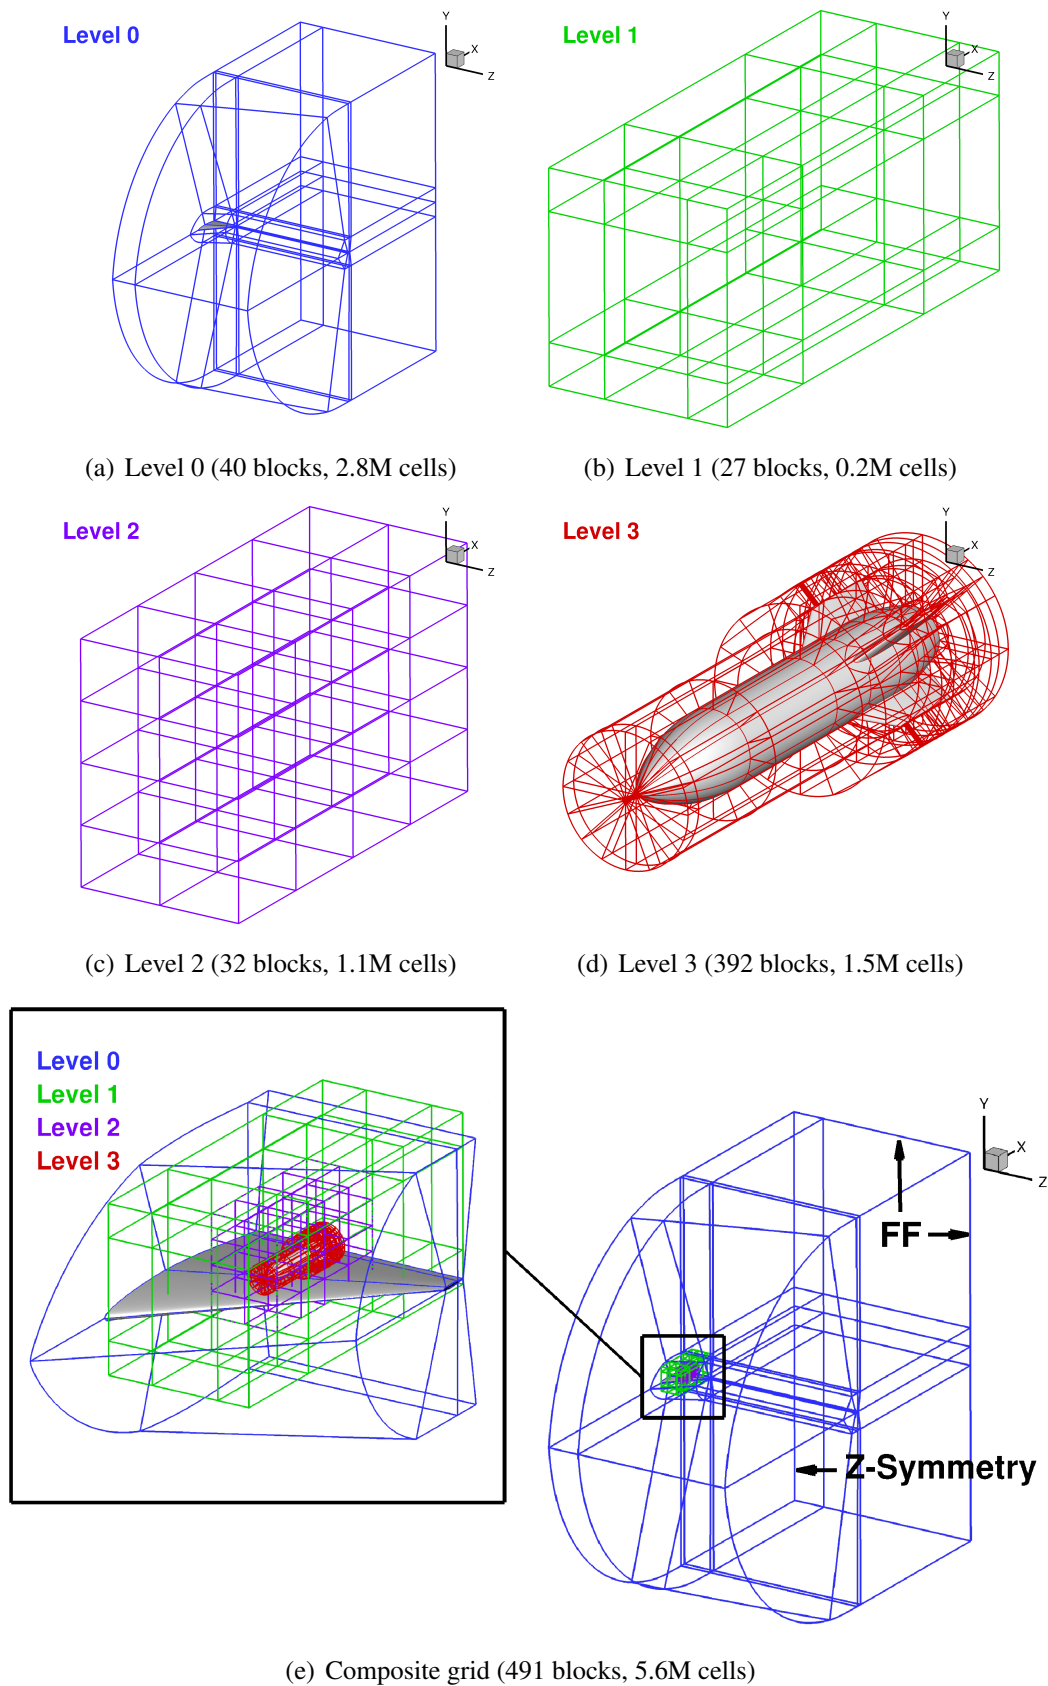 Level 0
Y
X
Z
Level 1
Y
X
Z
(a) Level 0 (40 blocks, 2.8M cells)
(b) Level 1 (27 blocks, 0.2M cells)
Level 2
Y
X
Z
Level 3
Y
X
Z
(c) Level 2 (32 blocks, 1.1M cells)
(d) Level 3 (392 blocks, 1.5M cells)
Level 0
Level 1
Level 2
Level 3
Y
X
Z
FF
Z-Symmetry
(e) Composite grid (491 blocks, 5.6M cells)